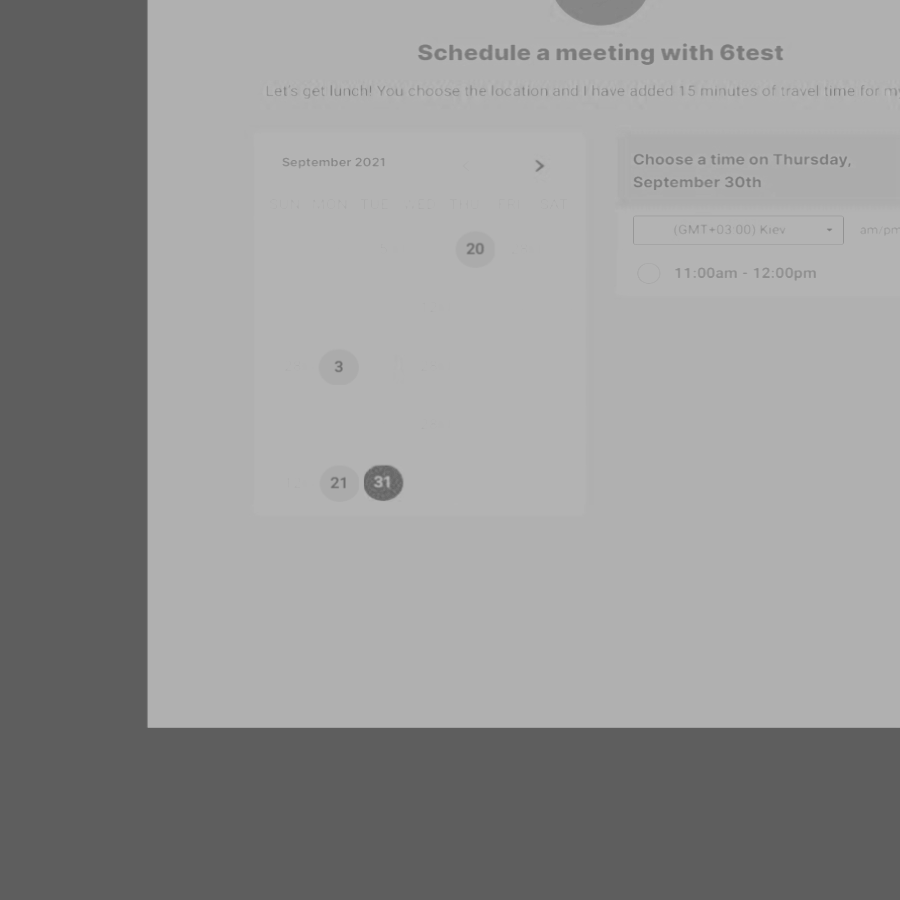 Schedule a meeting with 6test
Let's get lunch! You choose the location and I have added 15 minutes of travel time for my
September 2021
SUN MON TUE WED THU FRI SAT
20
3
21 31
Choose a time on Thursday,
September 30th
(GMT+03:00) Kiev
am/pm
11:00am - 12:00pm